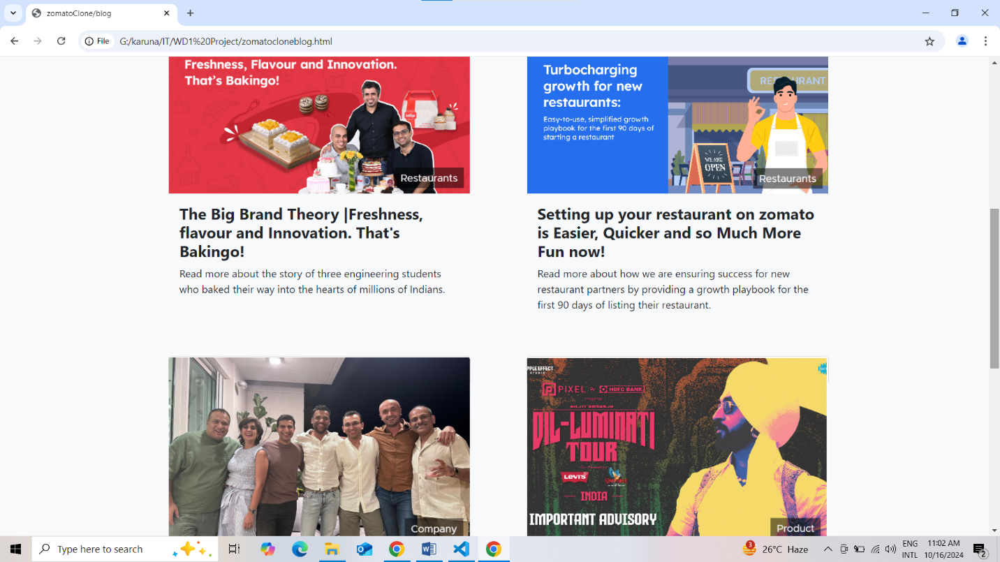 zomatoClone/blog
File
G:/karuna/IT/WD1%20Project/zomatocloneblog.html
Freshness, Flavour and Innovation.
That's Bakingo!
Restaurants
Turbocharging
growth for new
restaurants:
Easy-to-use, simplified growth
playbook for the first 90 days of
starting a restaurant
RESTAURANT
WE ARE
OPEN
Restaurants
The Big Brand Theory |Freshness,
flavour and Innovation. That's
Bakingo!
Read more about the story of three engineering students
who baked their way into the hearts of millions of Indians.
Setting up your restaurant on zomato
is Easier, Quicker and so Much More
Fun now!
Read more about how we are ensuring success for new
restaurant partners by providing a growth playbook for the
first 90 days of listing their restaurant.
Company
PPLE EFFECT
STUDIO
PIXEL By HDFC BANK
Presents
DILJIT DOSANJH
DIL-LUMINATI
TOUR
LEVI'S
INDIA
IMPORTANT ADVISORY
Product
Type here to search
3
26°C Haze
ENG
INTL
11:02 AM
10/16/2024
2